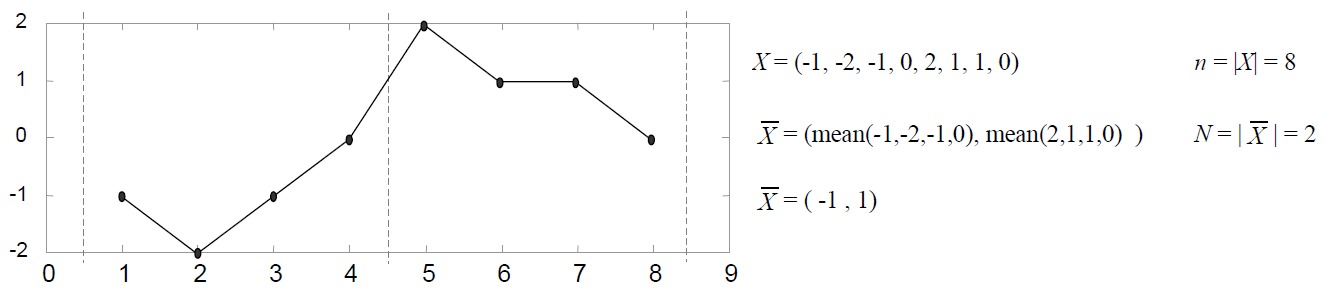 2
1
0
-1
-2
0 1 2 3 4 5 6 7 8 9
X = (-1, -2, -1, 0, 2, 1, 1, 0) n = |X| = 8
X̅ = (mean(-1,-2,-1,0), mean(2,1,1,0) ) N = | X̅ | = 2
X̅ = ( -1 , 1)